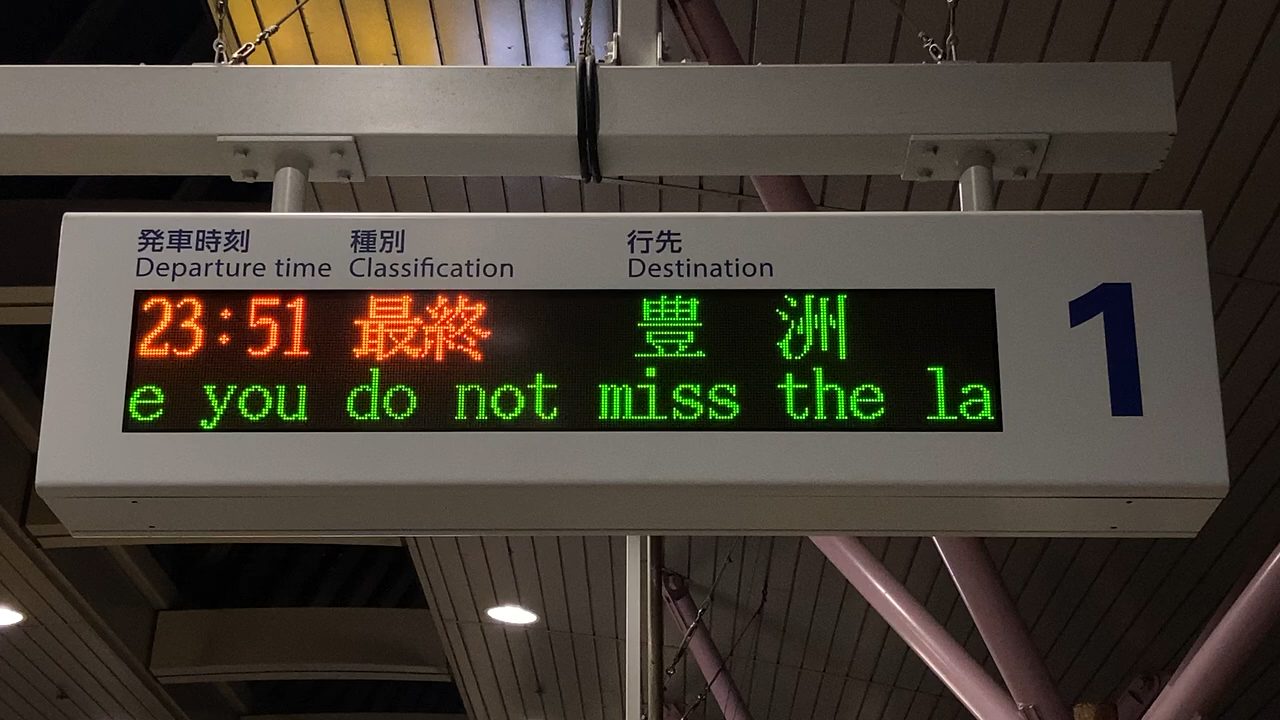 発車時刻 種別 行先
Departure time Classification Destination
23:51 最終 豊洲
e you do not miss the la
1